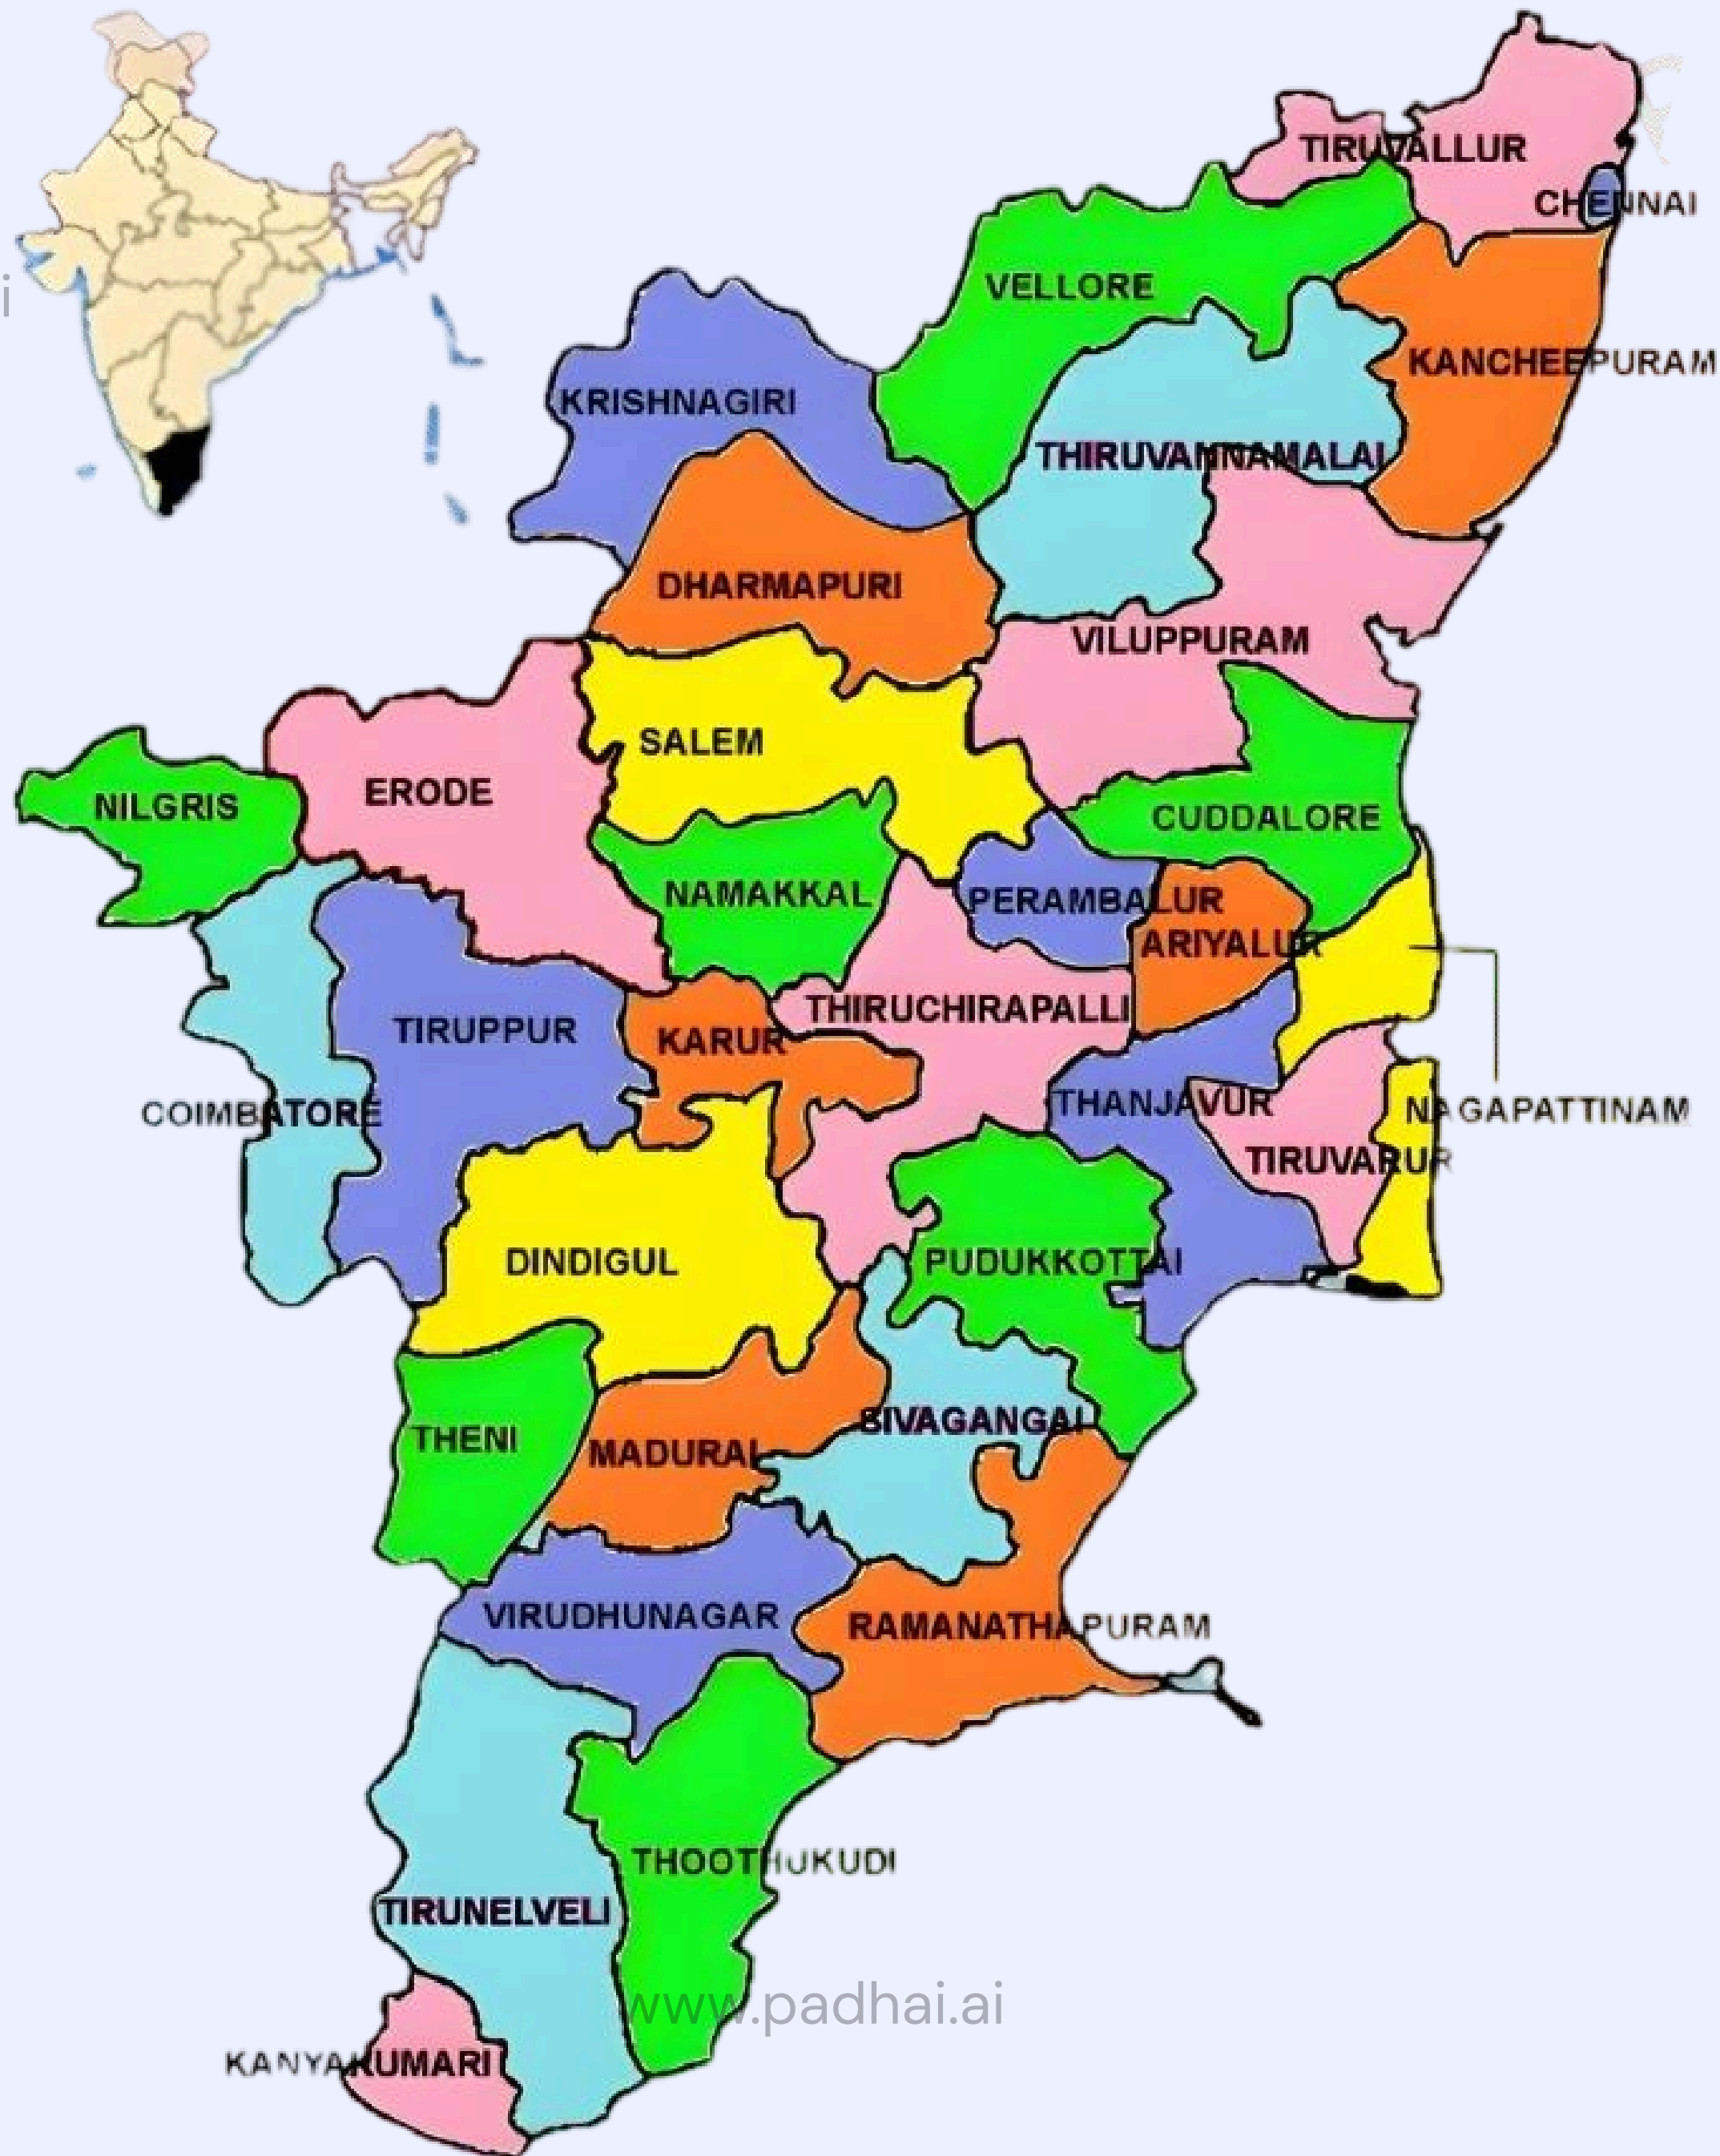 TIRUVALLUR
CHENNAI
i
VELLORE
KANCHEEPURAM
KRISHNAGIRI
THIRUVANNAMALAI
DHARMAPURI
VILUPPURAM
SALEM
ERODE
NILGRIS
CUDDALORE
NAMAKKAL
PERAMBALUR
ARIYALUR
THIRUCHIRAPALLI
TIRUPPUR
KARUR
THANJAVUR
NAGAPATTINAM
COIMBATORE
TIRUVARUR
DINDIGUL
PUDUKKOTTAI
SIVAGANGAI
THENI
MADURAI
VIRUDHUNAGAR
RAMANATHAPURAM
THOOTHUKUDI
TIRUNELVELI
www.padhai.ai
KANYAKUMARI